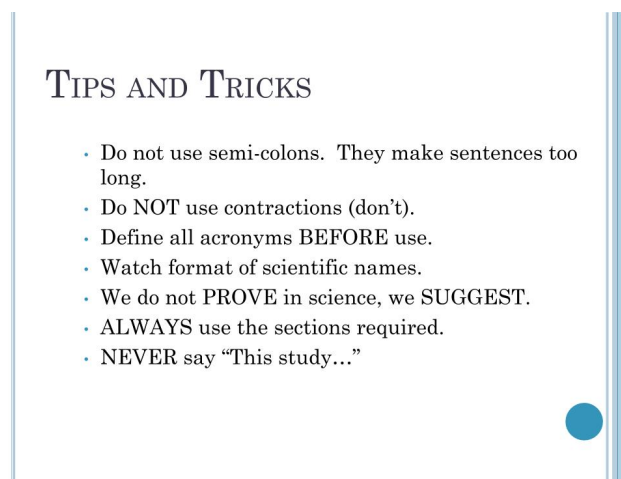 TIPS AND TRICKS
• Do not use semi-colons.  They make sentences too
long.
• Do NOT use contractions (don’t).
• Define all acronyms BEFORE use.
• Watch format of scientific names.
• We do not PROVE in science, we SUGGEST.
• ALWAYS use the sections required.
• NEVER say “This study…”